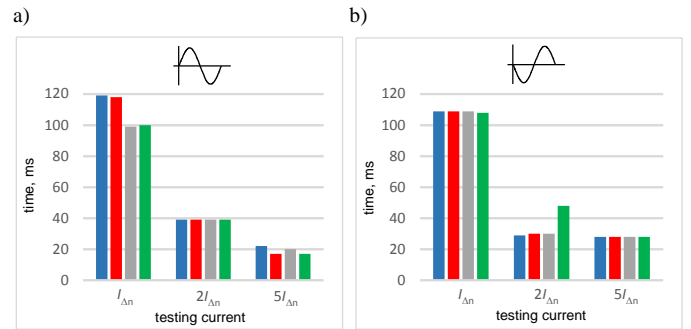 a)
120
100
80
60
40
20
0
time, ms
IΔn 2IΔn 5IΔn
testing current
b)
120
100
80
60
40
20
0
time, ms
IΔn 2IΔn 5IΔn
testing current